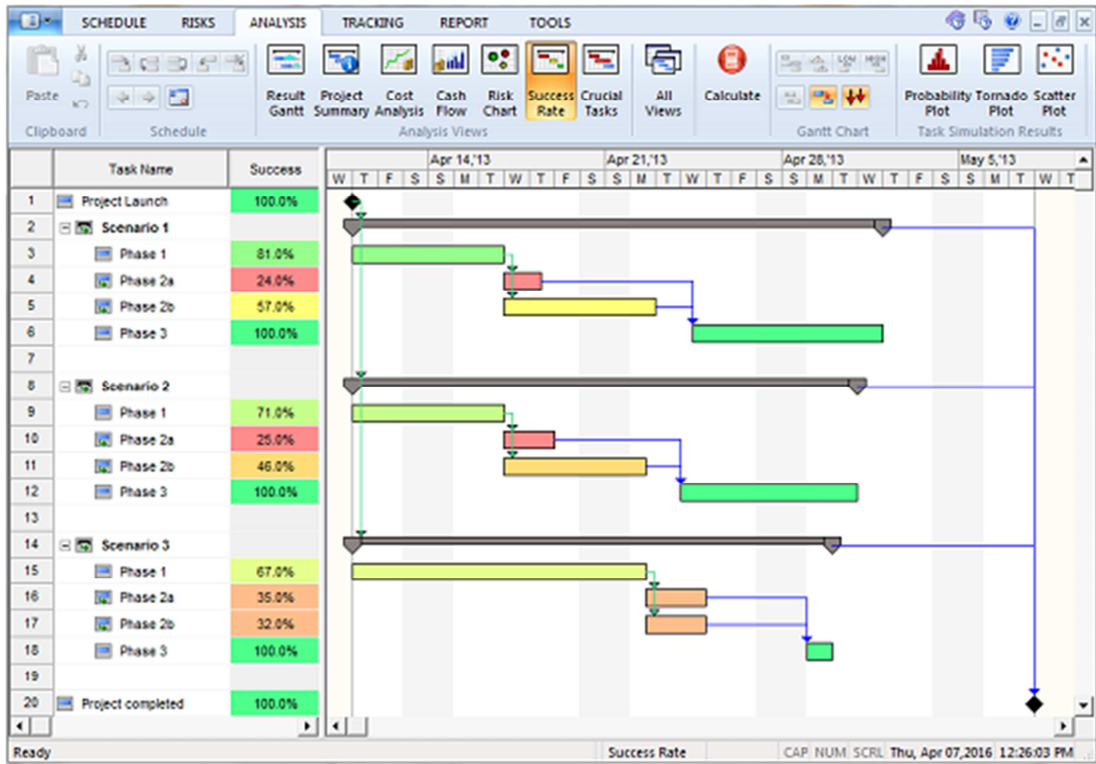 SCHEDULE RISKS ANALYSIS TRACKING REPORT TOOLS
Paste
Result Gantt
Project Summary
Cost Analysis
Cash Flow
Risk Chart
Success Rate
Crucial Tasks
All Views
Calculate
LOW HIGH
Probability Plot
Tornado Plot
Scatter Plot
Clipboard Schedule Analysis Views Gantt Chart Task Simulation Results
Task Name Success Apr 14,'13 Apr 21,'13 Apr 28,'13 May 5,'13
W T F S S M T W T F S S M T W T F S S M T W T F S S M T W T
1 Project Launch 100.0%
2 Scenario 1
3 Phase 1 81.0%
4 Phase 2a 24.0%
5 Phase 2b 57.0%
6 Phase 3 100.0%
7
8 Scenario 2
9 Phase 1 71.0%
10 Phase 2a 25.0%
11 Phase 2b 46.0%
12 Phase 3 100.0%
13
14 Scenario 3
15 Phase 1 67.0%
16 Phase 2a 35.0%
17 Phase 2b 32.0%
18 Phase 3 100.0%
19
20 Project completed 100.0%
Ready Success Rate CAP NUM SCRL Thu, Apr 07,2016 12:26:03 PM